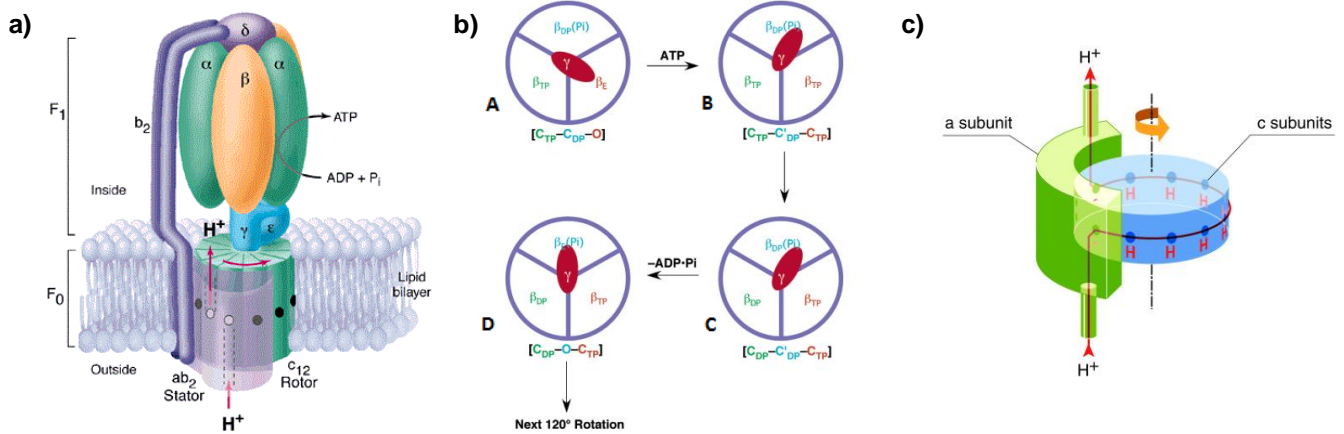 a)
δ
α
β
α
F1
b2
ATP
ADP + Pi
Inside
H+
γ
ε
F0
Lipid
bilayer
Outside
ab2
Stator
c12
Rotor
H+
b)
βDP(Pi)
γ
βTP
βE
A
[CTP–CDP–O]
ATP
βDP(Pi)
γ
βTP
βTP
B
[CTP–C'DP–CTP]
βE(Pi)
γ
βDP
βTP
D
[CDP–O–CTP]
–ADP·Pi
βDP(Pi)
γ
βDP
βTP
C
[CDP–C'DP–CTP]
Next 120° Rotation
c)
H+
a subunit
c subunits
H
H
H
H
H
H
H
H+